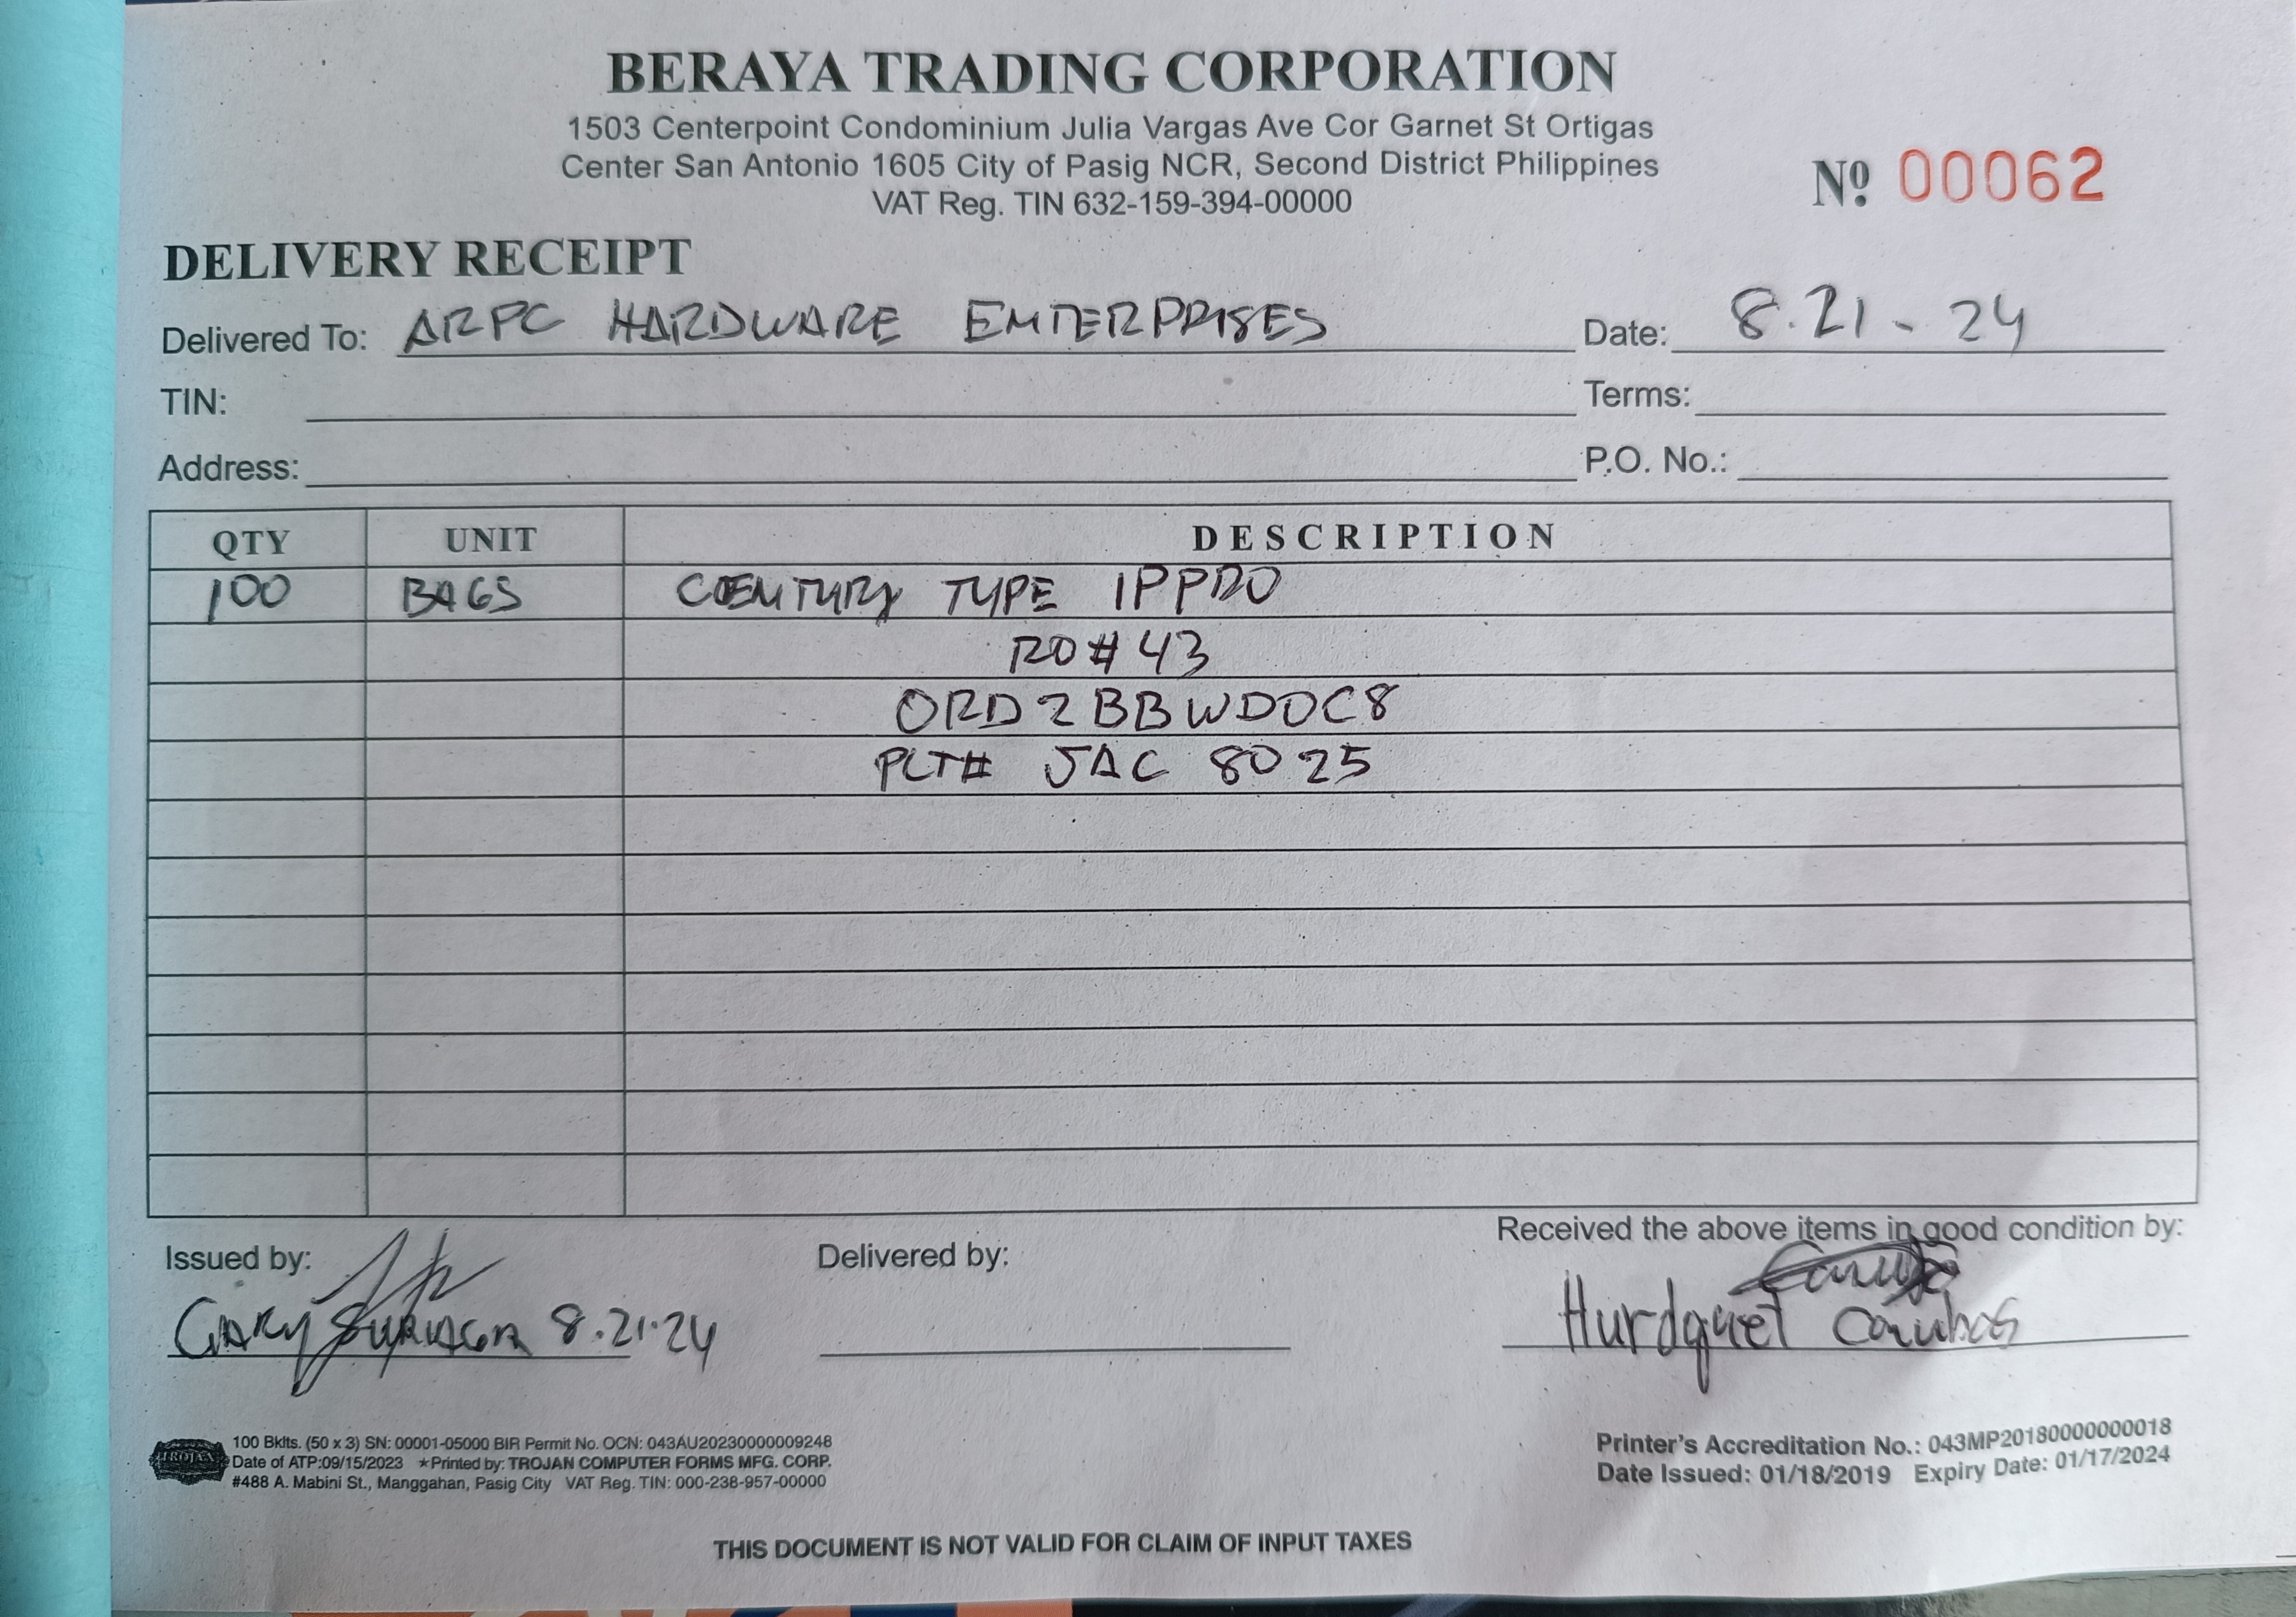 BERAYA TRADING CORPORATION
1503 Centerpoint Condominium Julia Vargas Ave Cor Garnet St Ortigas
Center San Antonio 1605 City of Pasig NCR, Second District Philippines
VAT Reg. TIN 632-159-394-00000
Nº 00062
DELIVERY RECEIPT
Delivered To: ARPC HARDWARE ENTERPRISES Date: 8.21-24
TIN: Terms:
Address: P.O. No.:
QTY UNIT DESCRIPTION
100 BAGS CENTURY TYPE 1PPRO
RO#43
ORD2BBWDOC8
PLT# JAC 8025
Received the above items in good condition by:
Issued by: Delivered by:
GARY 8.21.24
TROJAN
100 Bklts. (50 x 3) SN: 00001-05000 BIR Permit No. OCN: 043AU20230000009248
Date of ATP:09/15/2023 ★Printed by: TROJAN COMPUTER FORMS MFG. CORP.
#488 A. Mabini St., Manggahan, Pasig City VAT Reg. TIN: 000-238-957-00000
Printer's Accreditation No.: 043MP20180000000018
Date Issued: 01/18/2019 Expiry Date: 01/17/2024
THIS DOCUMENT IS NOT VALID FOR CLAIM OF INPUT TAXES